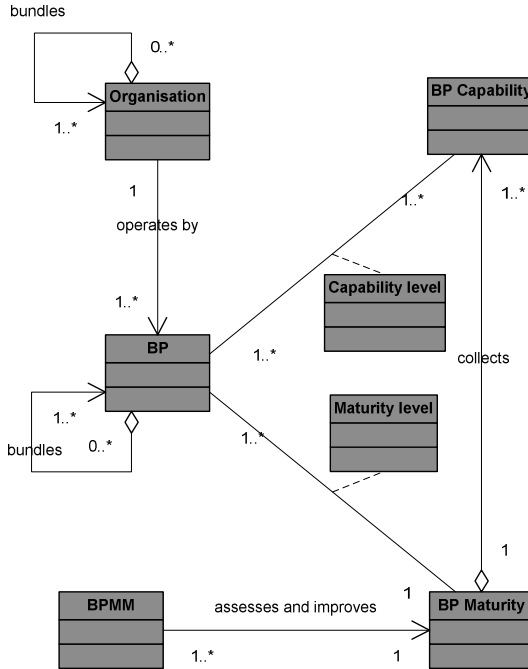 bundles
0..*
Organisation
BP Capability
1..*
1
1..*
1..*
operates by
Capability level
1..*
BP
1..*
collects
1..*
Maturity level
1..*
0..*
bundles
1
1
BPMM
assesses and improves
BP Maturity
1..*
1